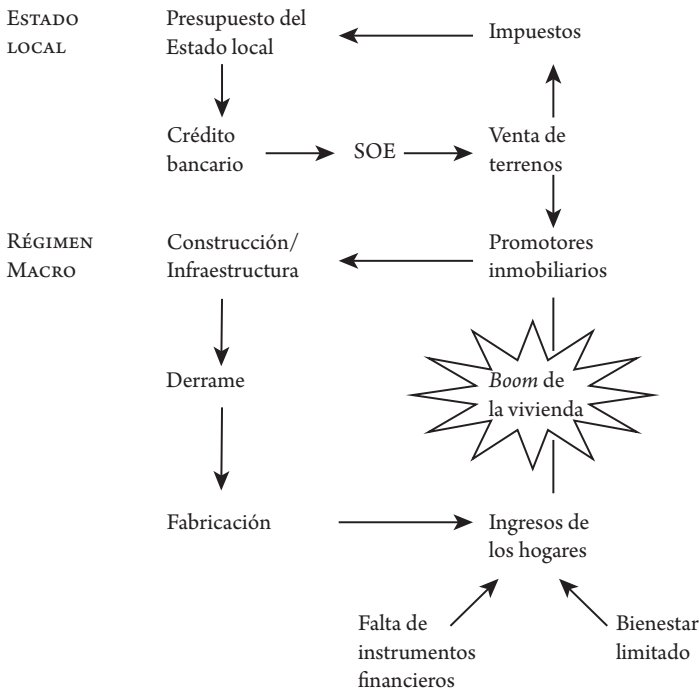 ESTADO
LOCAL
Presupuesto del
Estado local
Impuestos
Crédito
bancario
SOE
Venta de
terrenos
RÉGIMEN
MACRO
Construcción/
Infraestructura
Promotores
inmobiliarios
Derrame
Boom de
la vivienda
Fabricación
Ingresos de
los hogares
Falta de
instrumentos
financieros
Bienestar
limitado